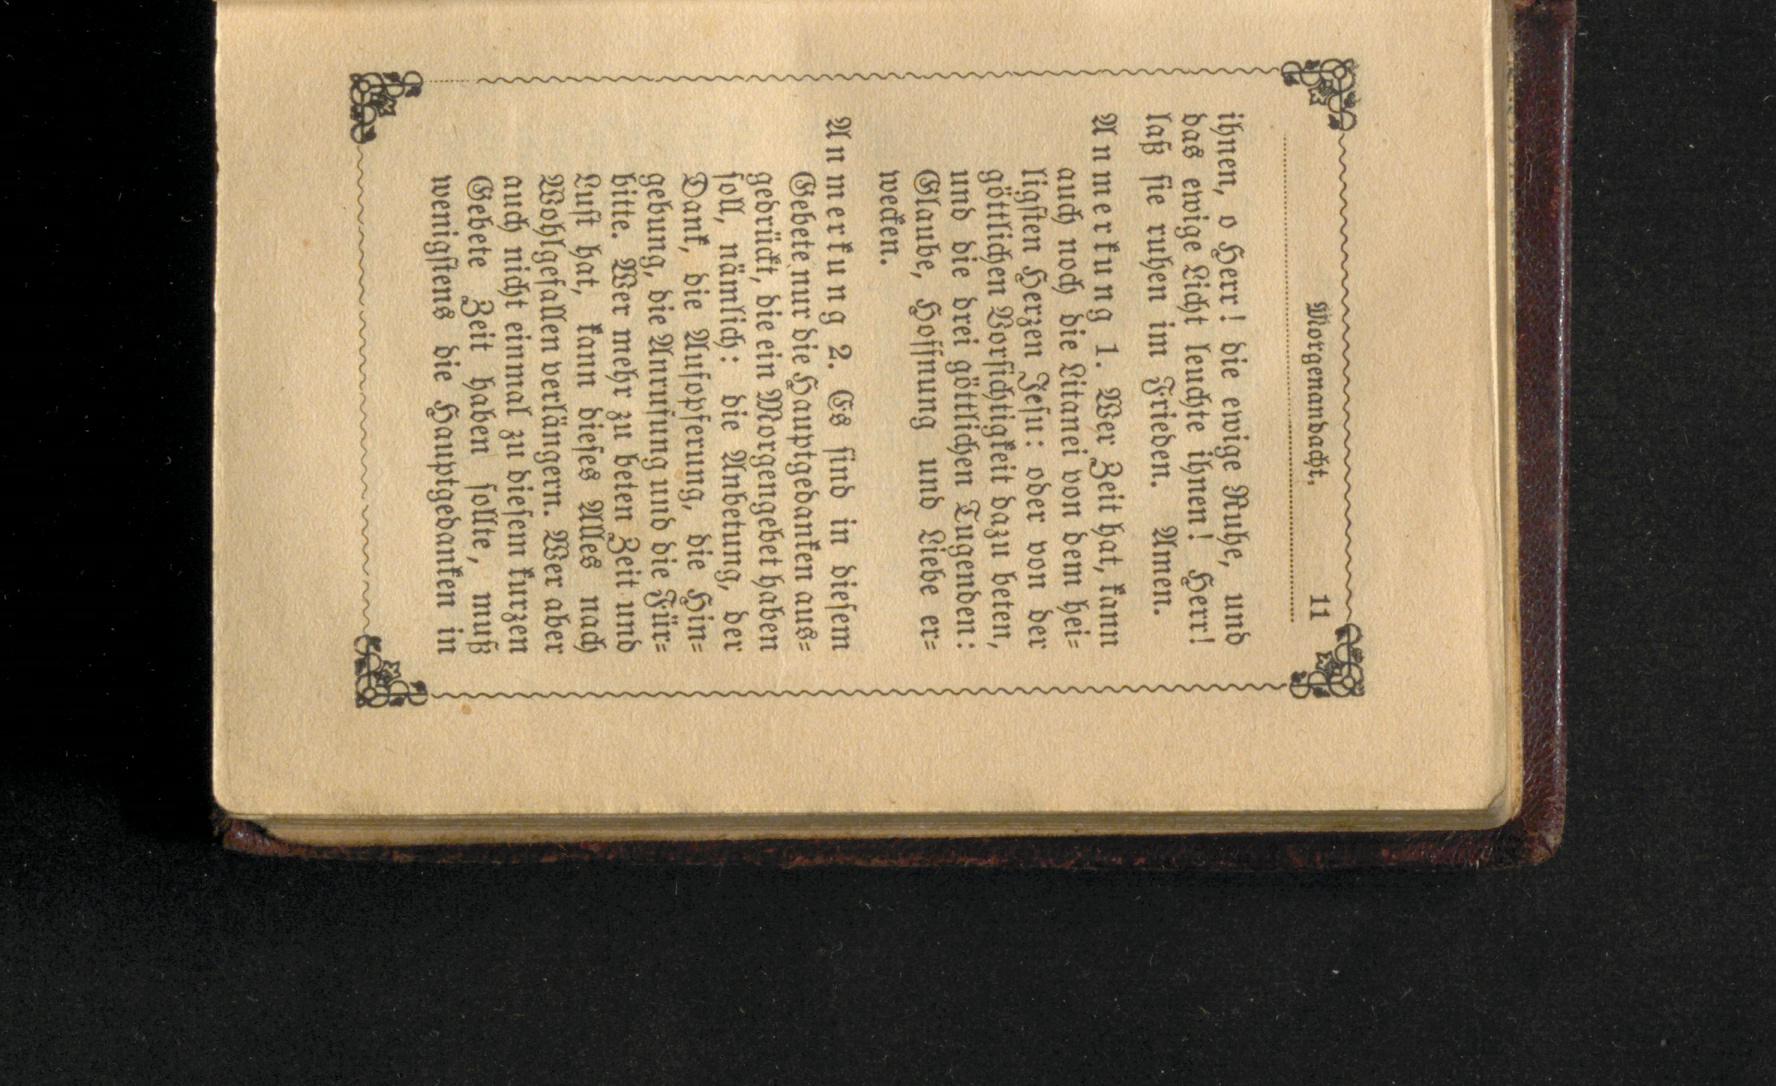 Morgenandacht. 11
ihnen, o Herr! die ewige Ruhe, und
das ewige Licht leuchte ihnen! Herr!
laß sie ruhen im Frieden. Amen.
Anmerkung 1. Wer Zeit hat, kann
auch noch die Litanei von dem hei=
ligsten Herzen Jesu: oder von der
göttlichen Vorsichtigkeit dazu beten,
und die drei göttlichen Tugenden:
Glaube, Hoffnung und Liebe er=
wecken.
Anmerkung 2. Es sind in diesem
Gebete nur die Hauptgedanken aus=
gedrückt, die ein Morgengebet haben
soll, nämlich: die Anbetung, der
Dank, die Aufopferung, die Hin=
gebung, die Anrufung und die Für=
bitte. Wer mehr zu beten Zeit und
Lust hat, kann dieses Alles nach
Wohlgefallen verlängern. Wer aber
auch nicht einmal zu diesem kurzen
Gebete Zeit haben sollte, muß
wenigstens die Hauptgedanken in